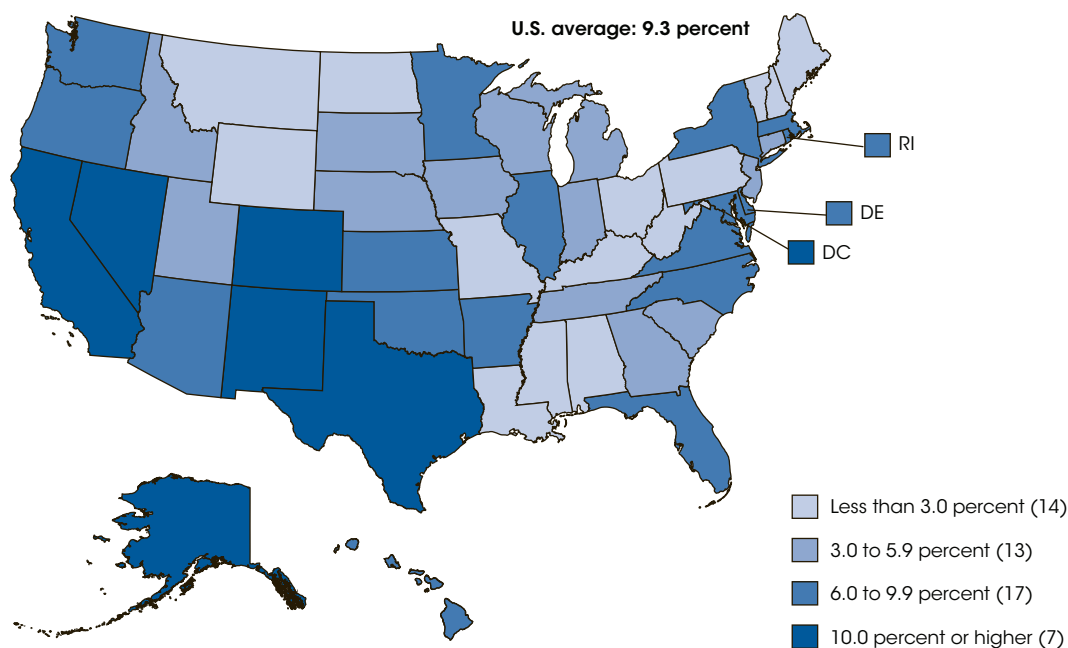 U.S. average: 9.3 percent
RI
DE
DC
Less than 3.0 percent (14)
3.0 to 5.9 percent (13)
6.0 to 9.9 percent (17)
10.0 percent or higher (7)